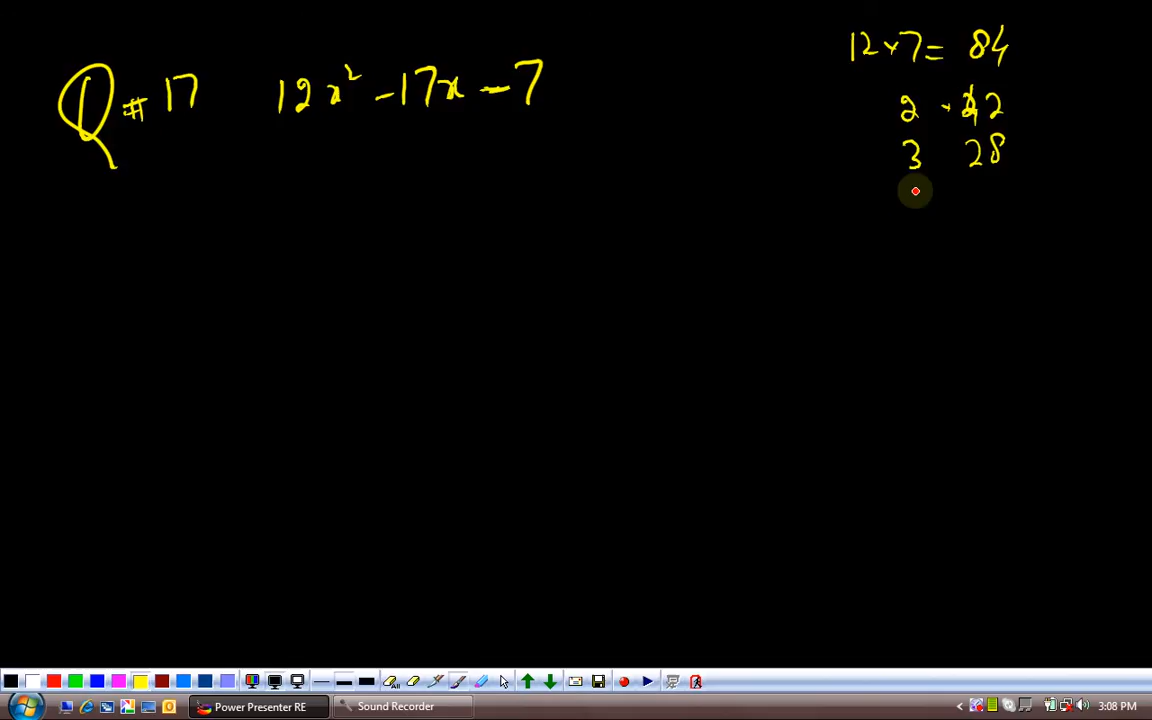 Q # 17 12x² - 17x - 7
12 × 7 = 84
2 · 42
3 28
Power Presenter RE
Sound Recorder
3:08 PM